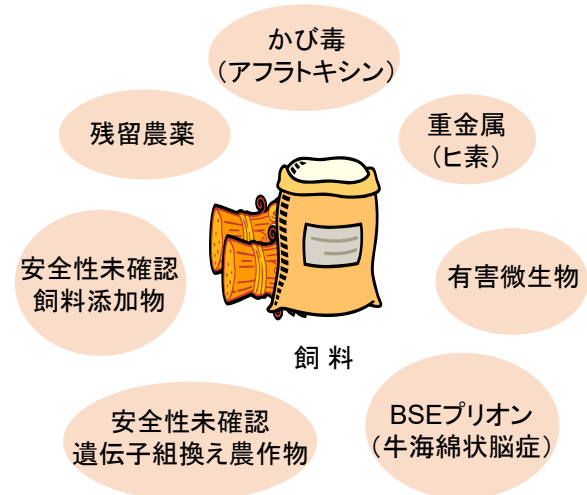 かび毒
（アフラトキシン）
残留農薬
重金属
（ヒ素）
安全性未確認
飼料添加物
有害微生物
飼 料
安全性未確認
遺伝子組換え農作物
BSEプリオン
（牛海綿状脳症）